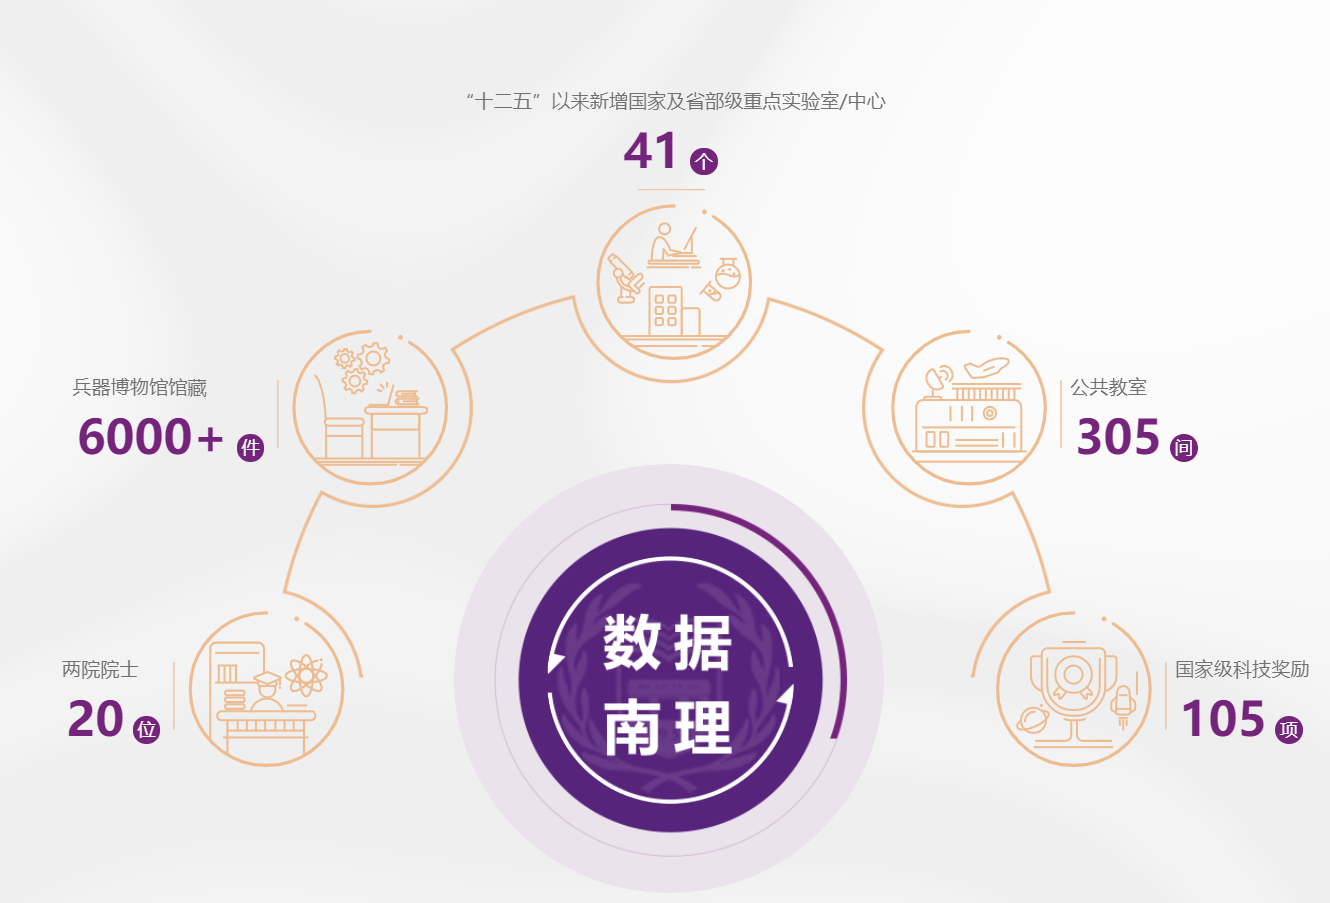 “十二五”以来新增国家及省部级重点实验室/中心
41 个
兵器博物馆馆藏
6000+ 件
公共教室
305 间
两院院士
20 位
国家级科技奖励
105 项
数据
南理